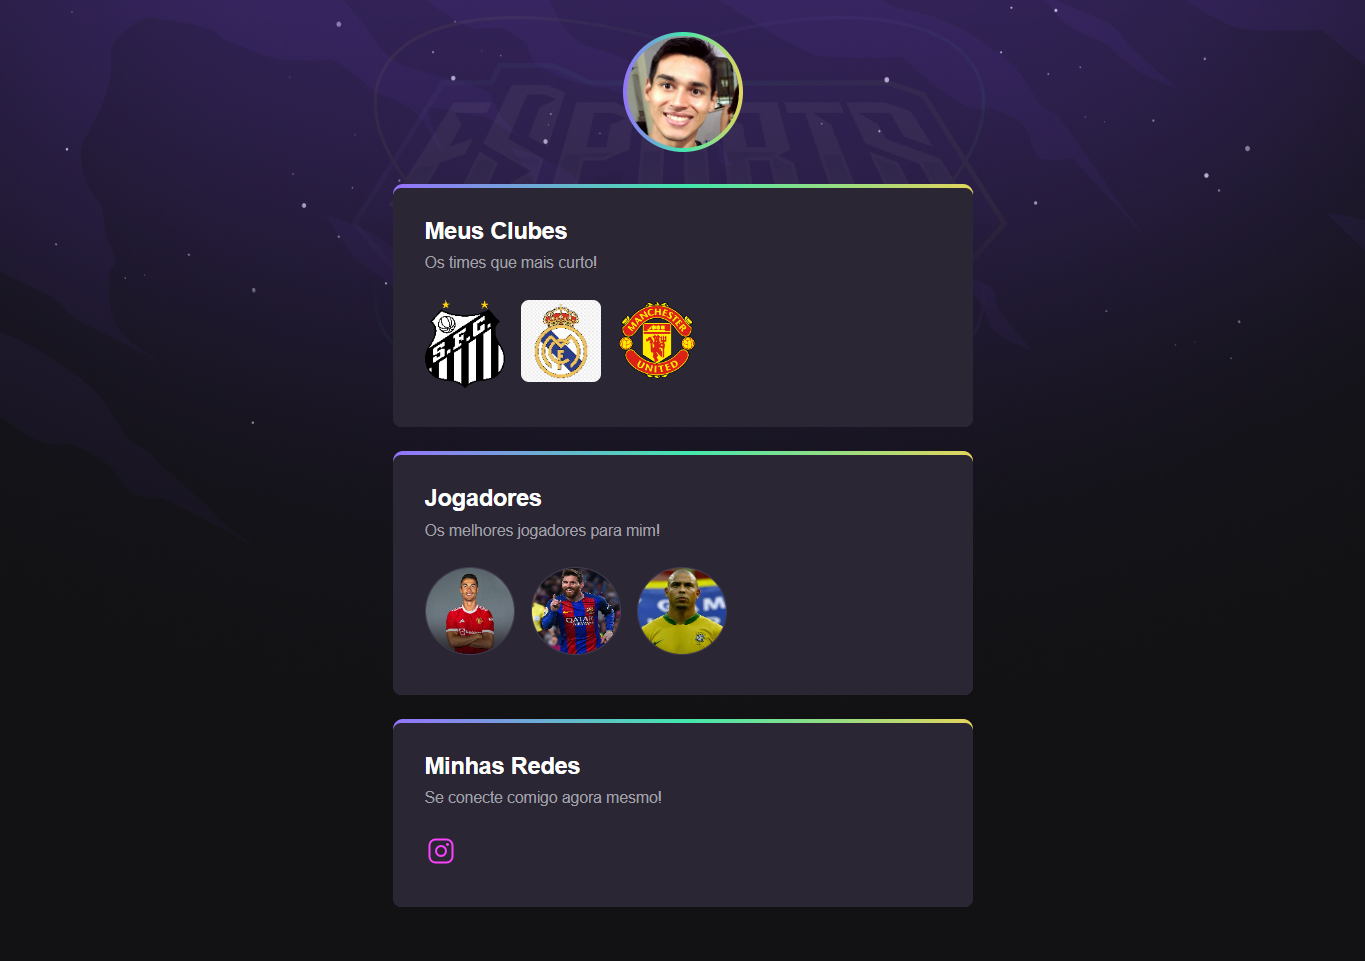 ESPORTS
Meus Clubes
Os times que mais curto!
S.F.C.
MANCHESTER
UNITED
Jogadores
Os melhores jogadores para mim!
QATAR
AIRWAYS
Minhas Redes
Se conecte comigo agora mesmo!